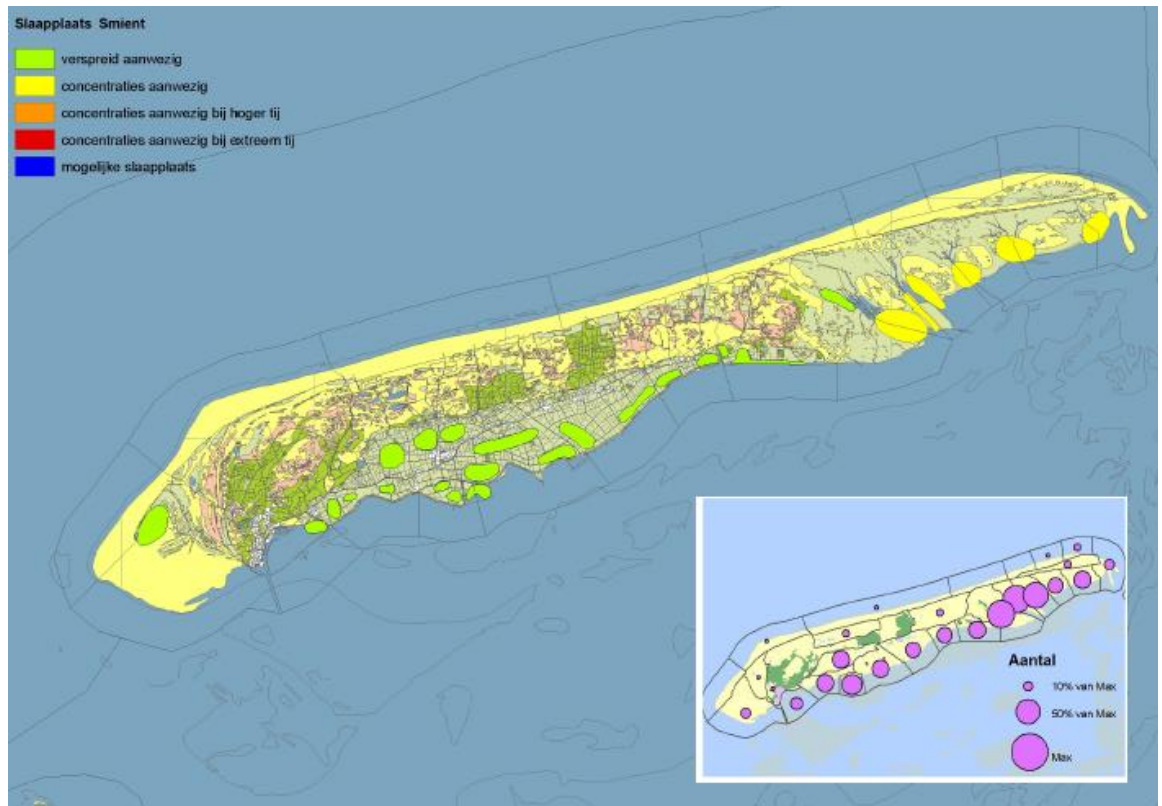 Slaapplaats Smient
verspreid aanwezig
concentraties aanwezig
concentraties aanwezig bij hoger tij
concentraties aanwezig bij extreem tij
mogelijke slaapplaats
Aantal
10% van Max
50% van Max
Max